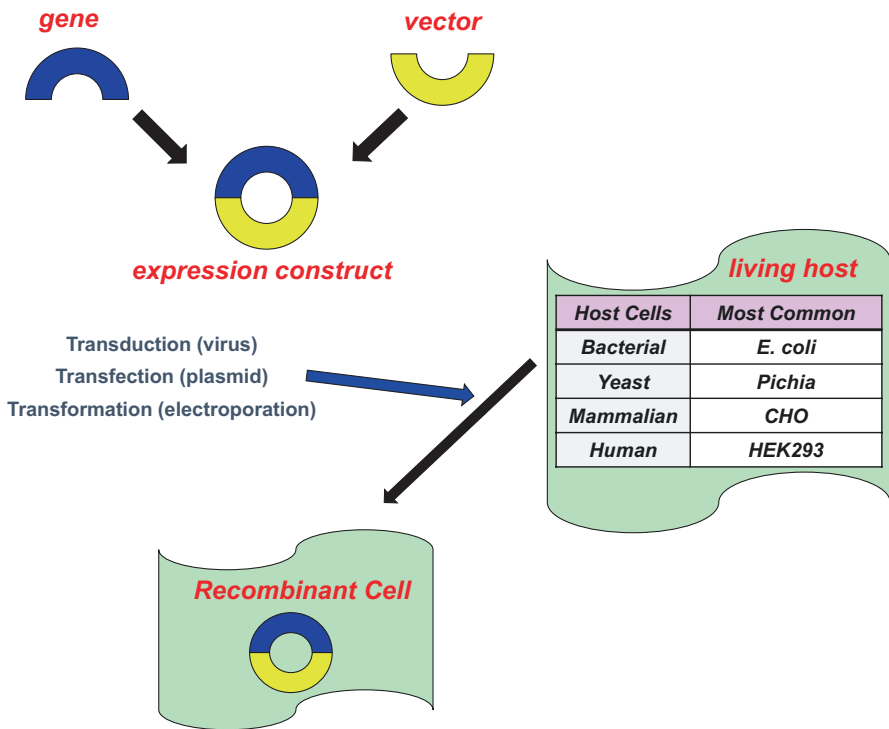 gene
vector
expression construct
living host
Host Cells Most Common
Bacterial E. coli
Yeast Pichia
Mammalian CHO
Human HEK293
Transduction (virus)
Transfection (plasmid)
Transformation (electroporation)
Recombinant Cell